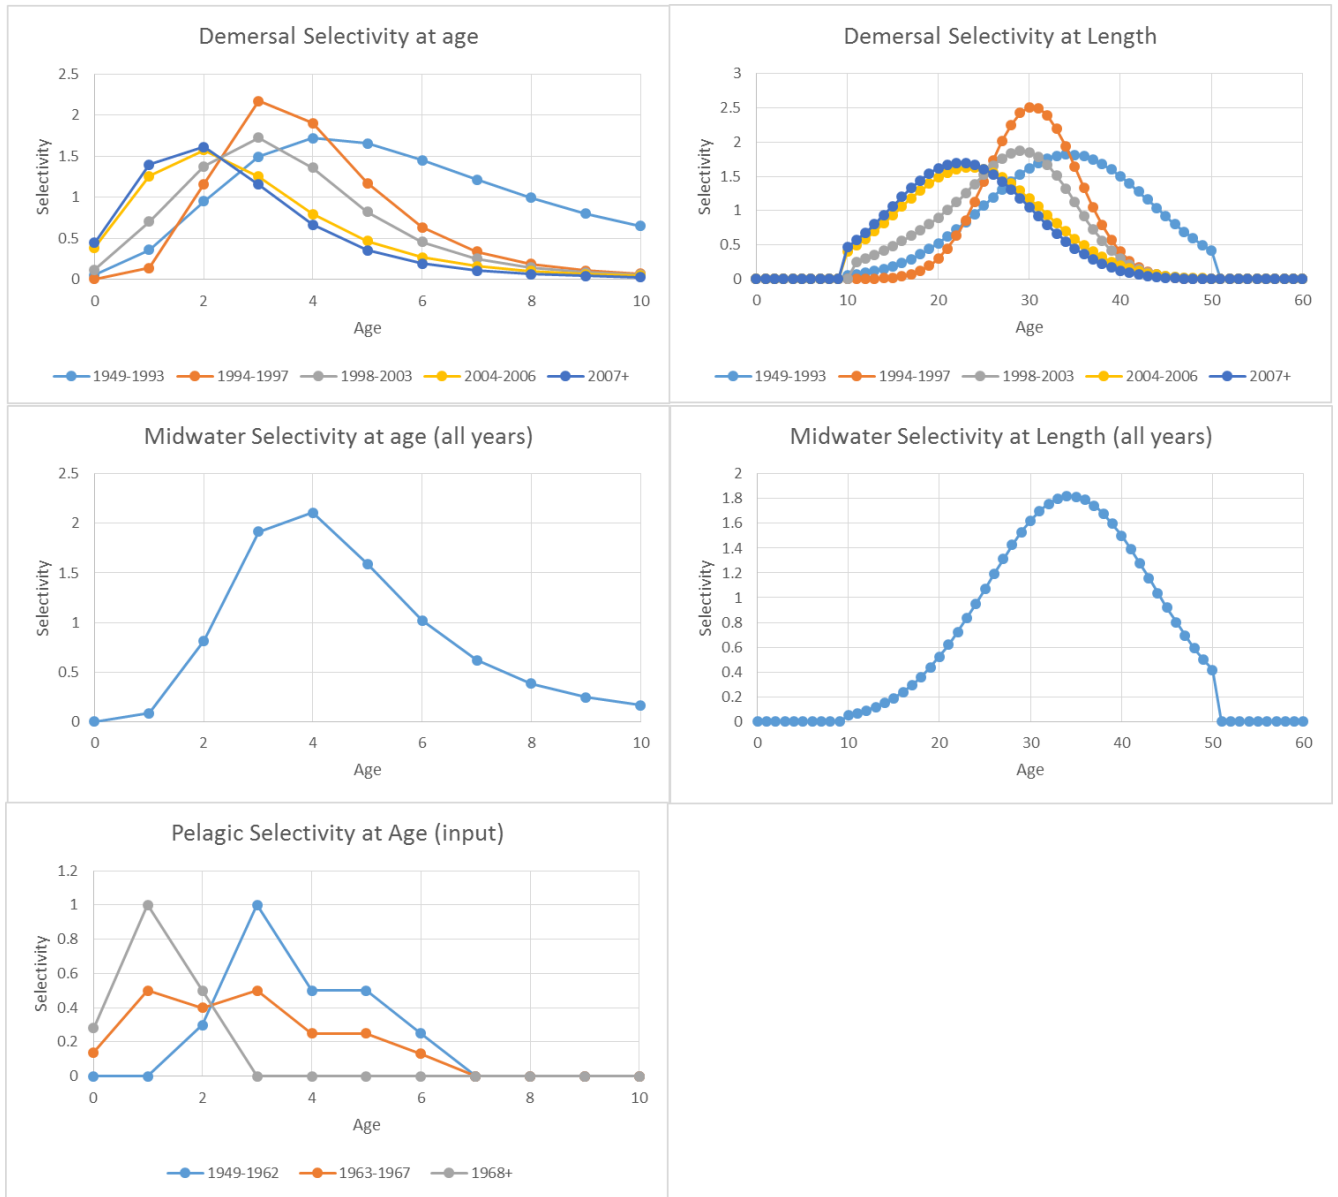 Demersal Selectivity at age
2.5
2
1.5
1
0.5
0
Selectivity
0 2 4 6 8 10
Age
1949-1993 1994-1997 1998-2003 2004-2006 2007+
Demersal Selectivity at Length
3
2.5
2
1.5
1
0.5
0
Selectivity
0 10 20 30 40 50 60
Age
1949-1993 1994-1997 1998-2003 2004-2006 2007+
Midwater Selectivity at age (all years)
2.5
2
1.5
1
0.5
0
Selectivity
0 2 4 6 8 10
Age
Midwater Selectivity at Length (all years)
2
1.8
1.6
1.4
1.2
1
0.8
0.6
0.4
0.2
0
Selectivity
0 10 20 30 40 50 60
Age
Pelagic Selectivity at Age (input)
1.2
1
0.8
0.6
0.4
0.2
0
Selectivity
0 2 4 6 8 10
Age
1949-1962 1963-1967 1968+